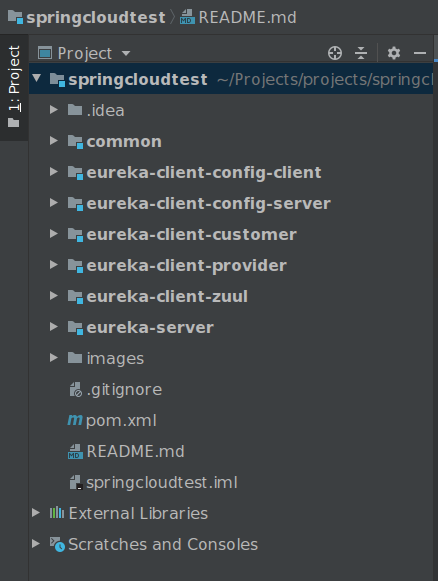 springcloudtest README.md
1: Project
Project
springcloudtest ~/Projects/projects/springcl
.idea
common
eureka-client-config-client
eureka-client-config-server
eureka-client-customer
eureka-client-provider
eureka-client-zuul
eureka-server
images
.gitignore
pom.xml
README.md
springcloudtest.iml
External Libraries
Scratches and Consoles